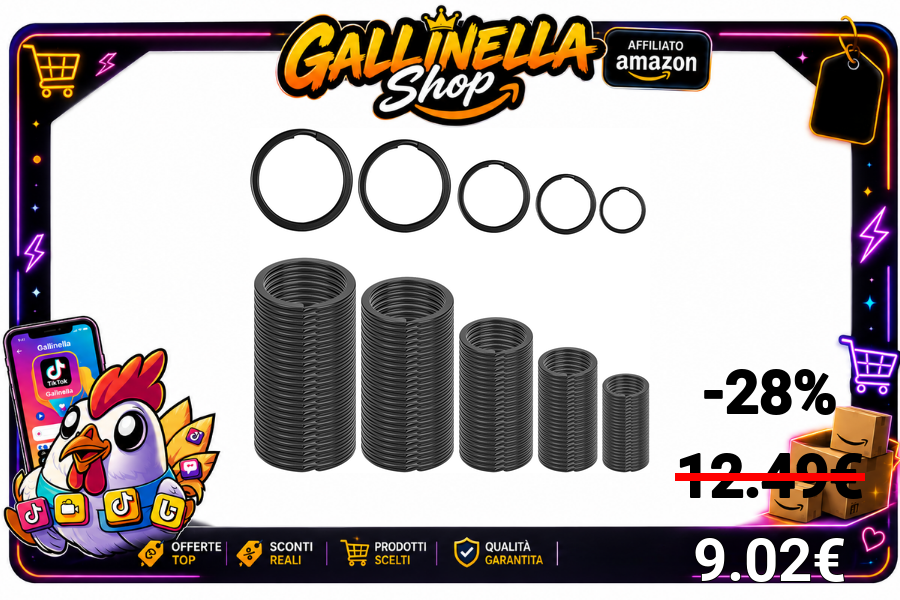 GALLINELLA
Shop
AFFILIATO
amazon
Gallinella
TikTok
Gallinella
-28%
12.49€
9.02€
OFFERTE
TOP
SCONTI
REALI
PRODOTTI
SCELTI
QUALITÀ
GARANTITA